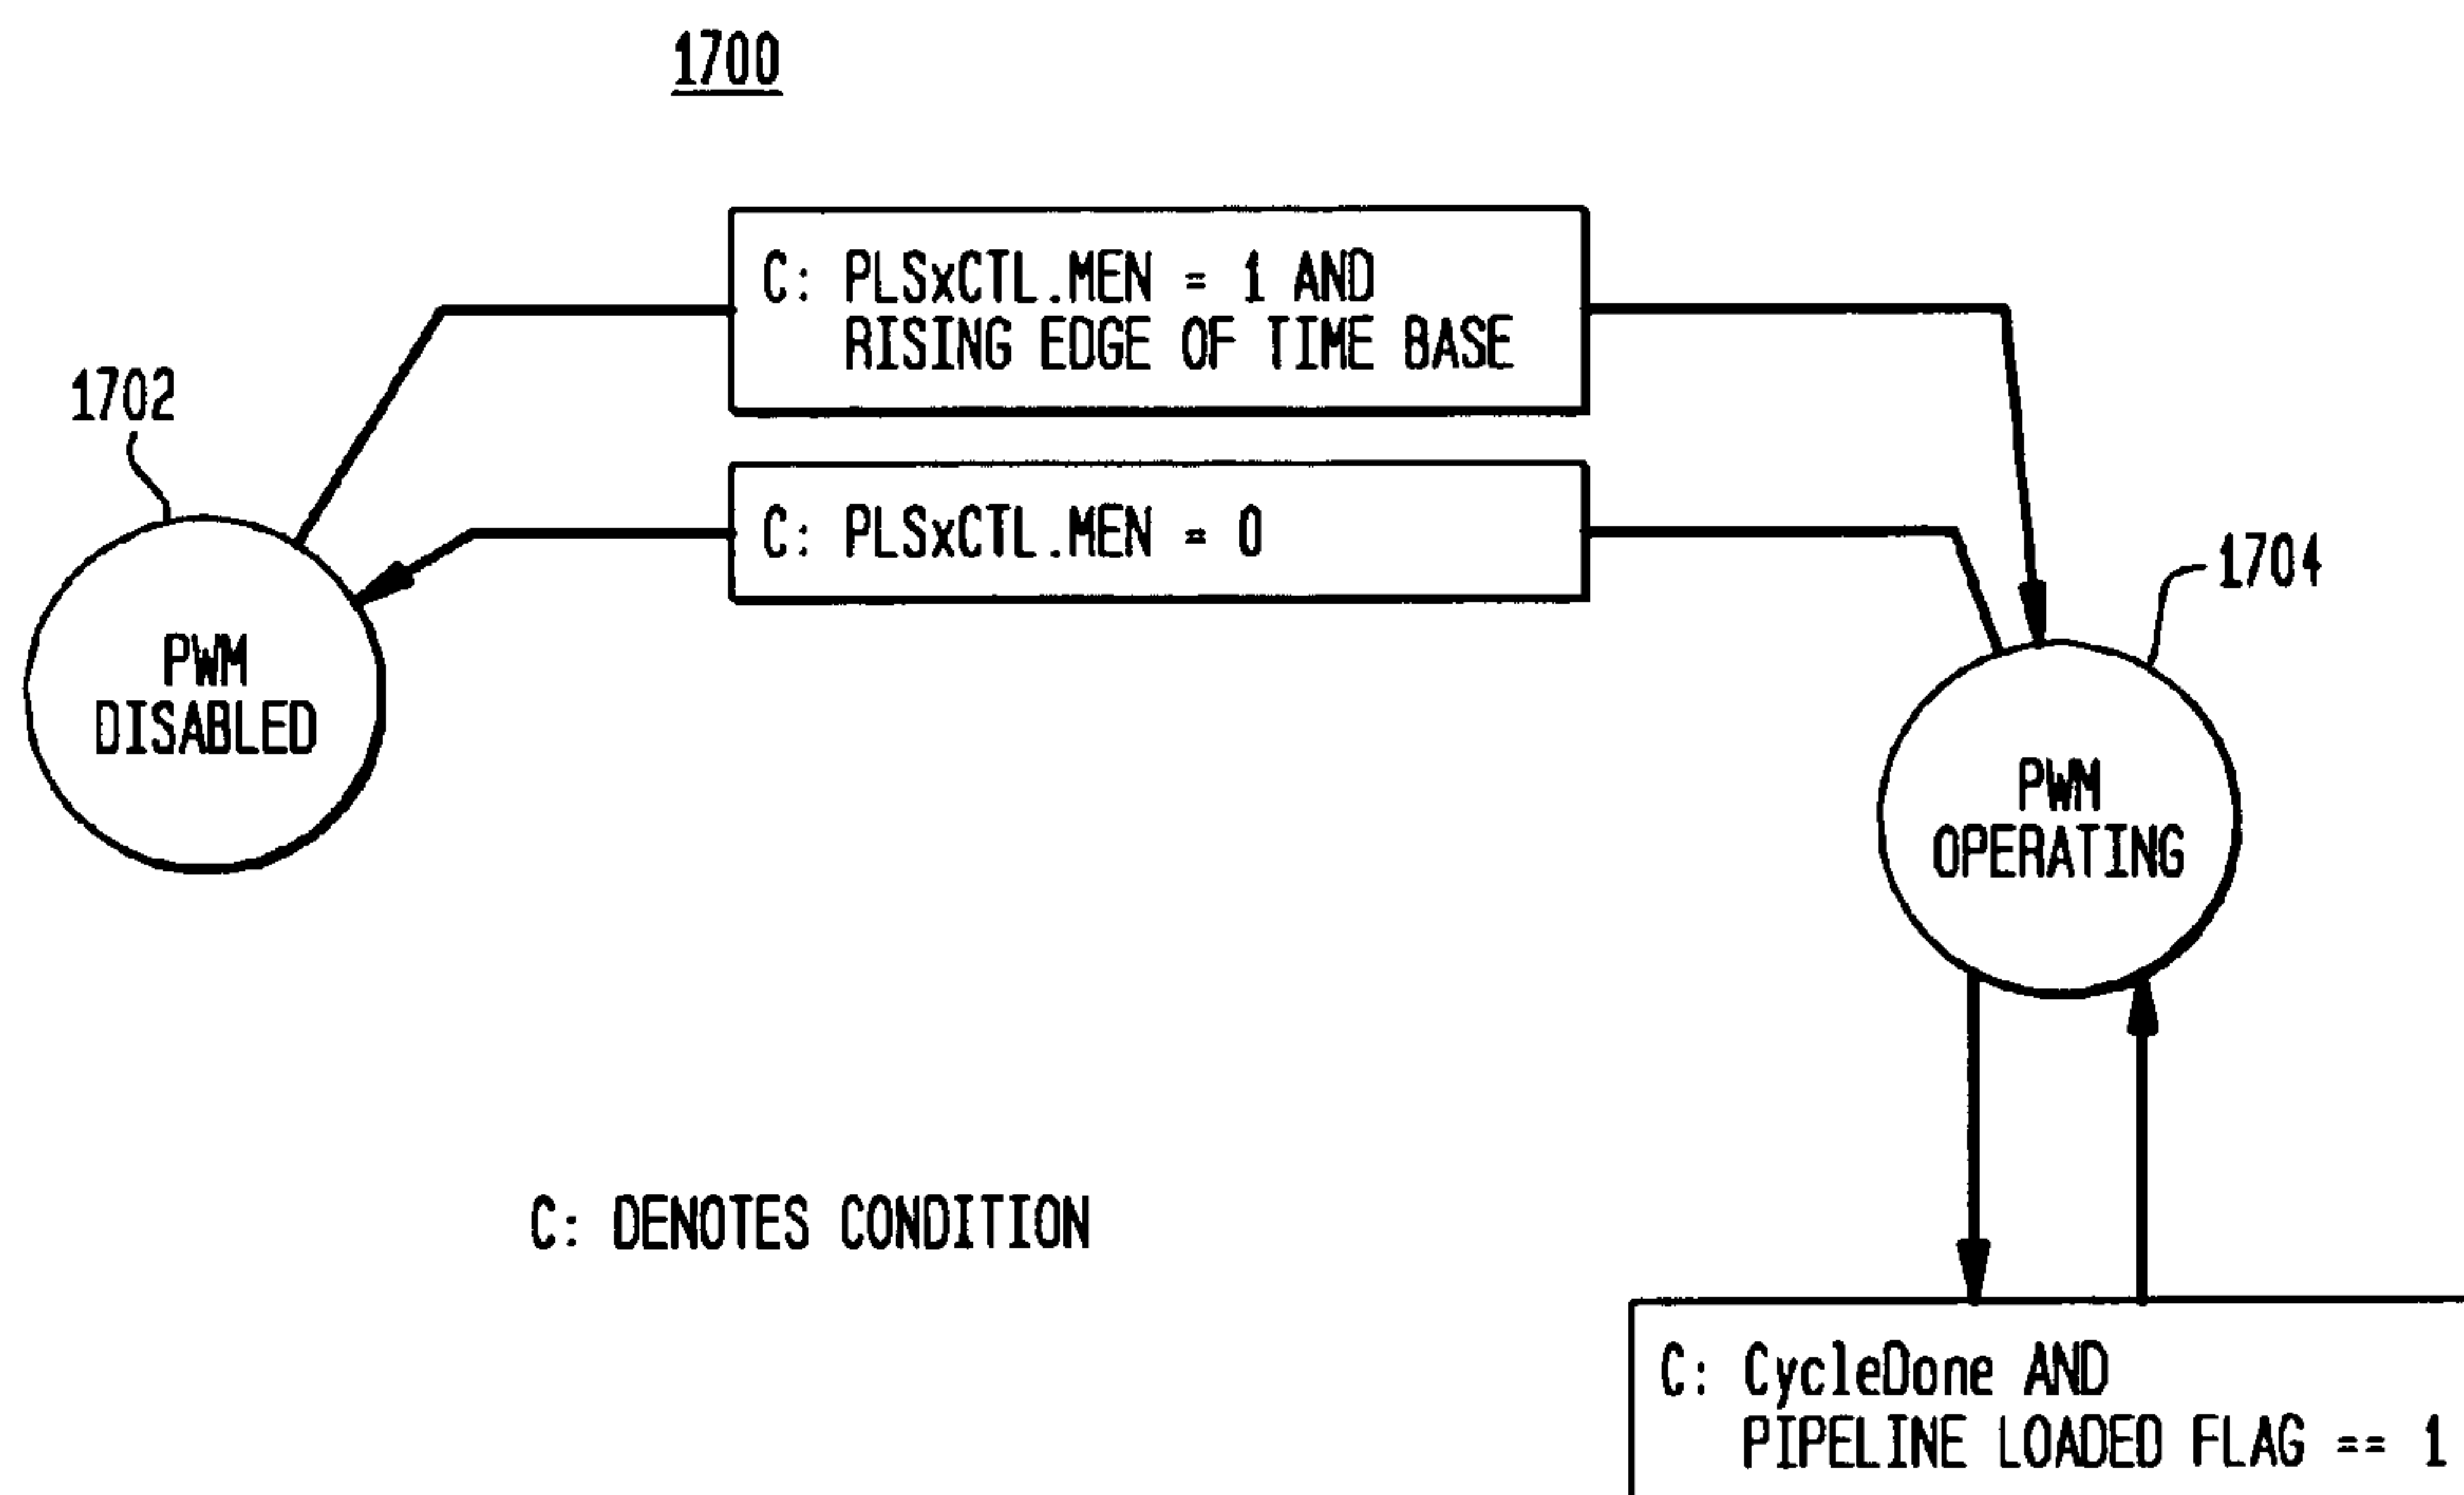 1700
C: PLSxCTL.MEN = 1 AND
RISING EDGE OF TIME BASE
1702
C: PLSxCTL.MEN = 0
1704
PWM
DISABLED
PWM
OPERATING
C: DENOTES CONDITION
C: CycleDone AND
PIPELINE LOADED FLAG == 1